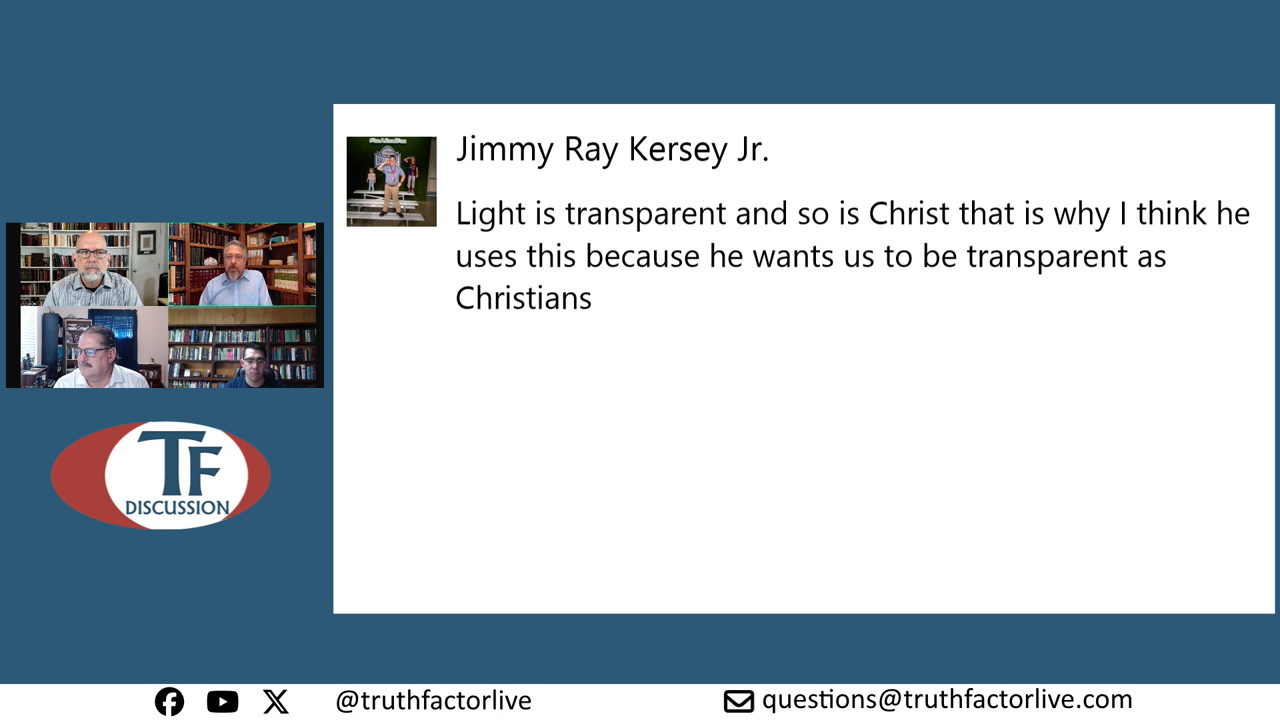 Jimmy Ray Kersey Jr.
Light is transparent and so is Christ that is why I think he
uses this because he wants us to be transparent as
Christians
TF
DISCUSSION
@truthfactorlive
questions@truthfactorlive.com